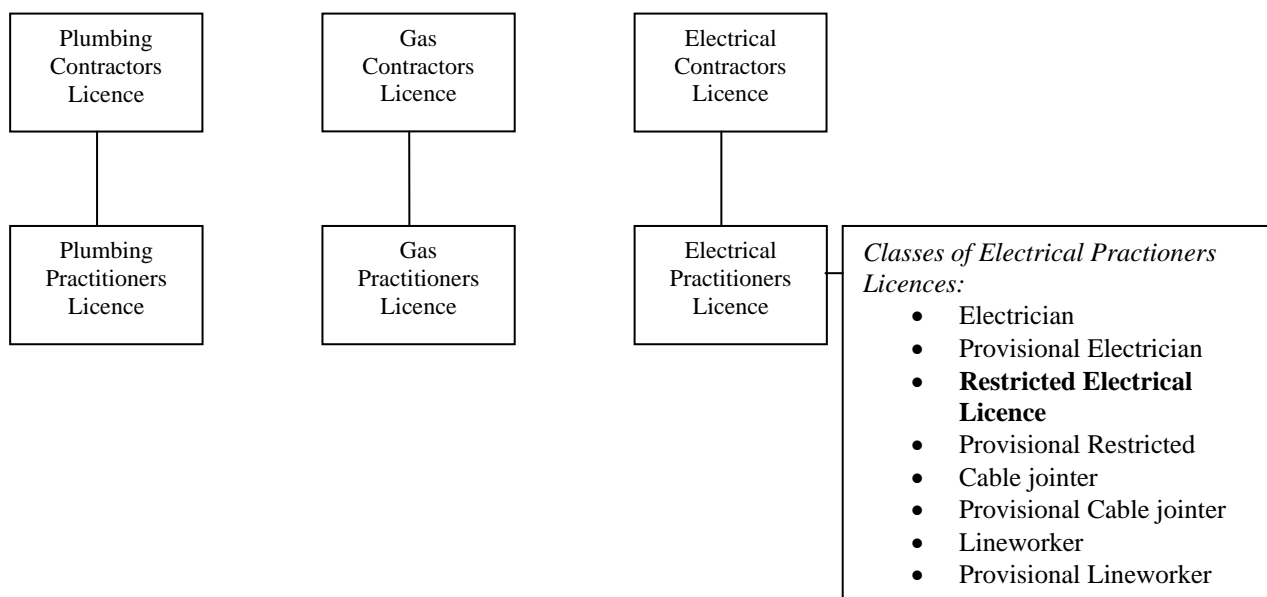 Plumbing
Contractors
Licence
Gas
Contractors
Licence
Electrical
Contractors
Licence
Plumbing
Practitioners
Licence
Gas
Practitioners
Licence
Electrical
Practitioners
Licence
Classes of Electrical Practioners
Licences:
• Electrician
• Provisional Electrician
• Restricted Electrical
Licence
• Provisional Restricted
• Cable jointer
• Provisional Cable jointer
• Lineworker
• Provisional Lineworker